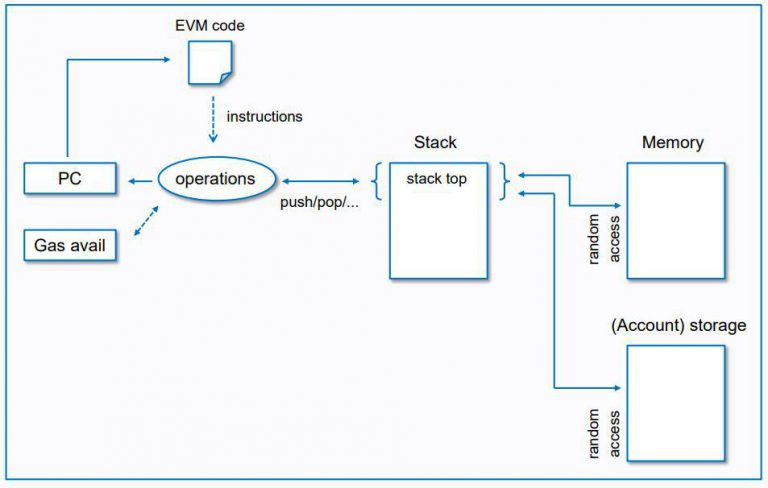 EVM code
instructions
PC
operations
Gas avail
push/pop/...
Stack
stack top
Memory
random
access
(Account) storage
random
access